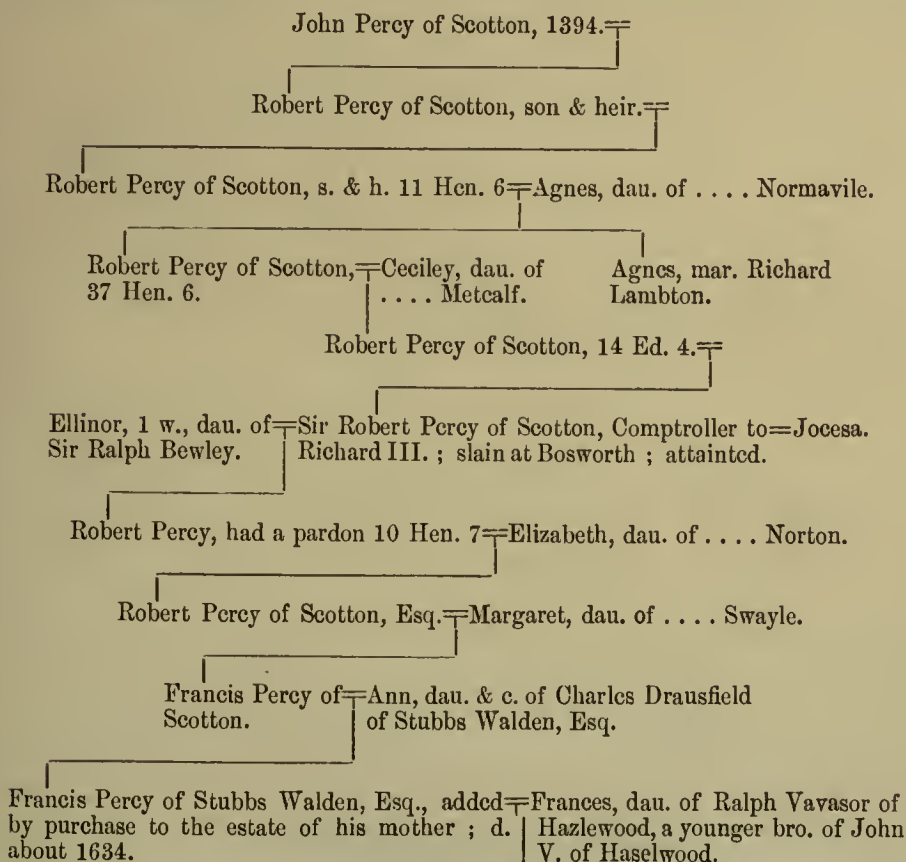 John Percy of Scotton, 1394.
Robert Percy of Scotton, son & heir.
Robert Percy of Scotton, s. & h. 11 Hen. 6=Agnes, dau. of . . . . Normavile.
Robert Percy of Scotton,=Ceciley, dau. of
37 Hen. 6.
. . . . Metcalf.
Agnes, mar. Richard
Lambton.
Robert Percy of Scotton, 14 Ed. 4.
Ellinor, 1 w., dau. of=Sir Robert Percy of Scotton, Comptroller to=Jocesa.
Sir Ralph Bewley.
Richard III. ; slain at Bosworth ; attainted.
Robert Percy, had a pardon 10 Hen. 7=Elizabeth, dau. of . . . . Norton.
Robert Percy of Scotton, Esq.=Margaret, dau. of . . . . Swayle.
Francis Percy of=Ann, dau. & c. of Charles Drausfield
Scotton.
of Stubbs Walden, Esq.
Francis Percy of Stubbs Walden, Esq., added=Frances, dau. of Ralph Vavasor of
by purchase to the estate of his mother ; d.
Hazlewood, a younger bro. of John
about 1634.
V. of Haselwood.